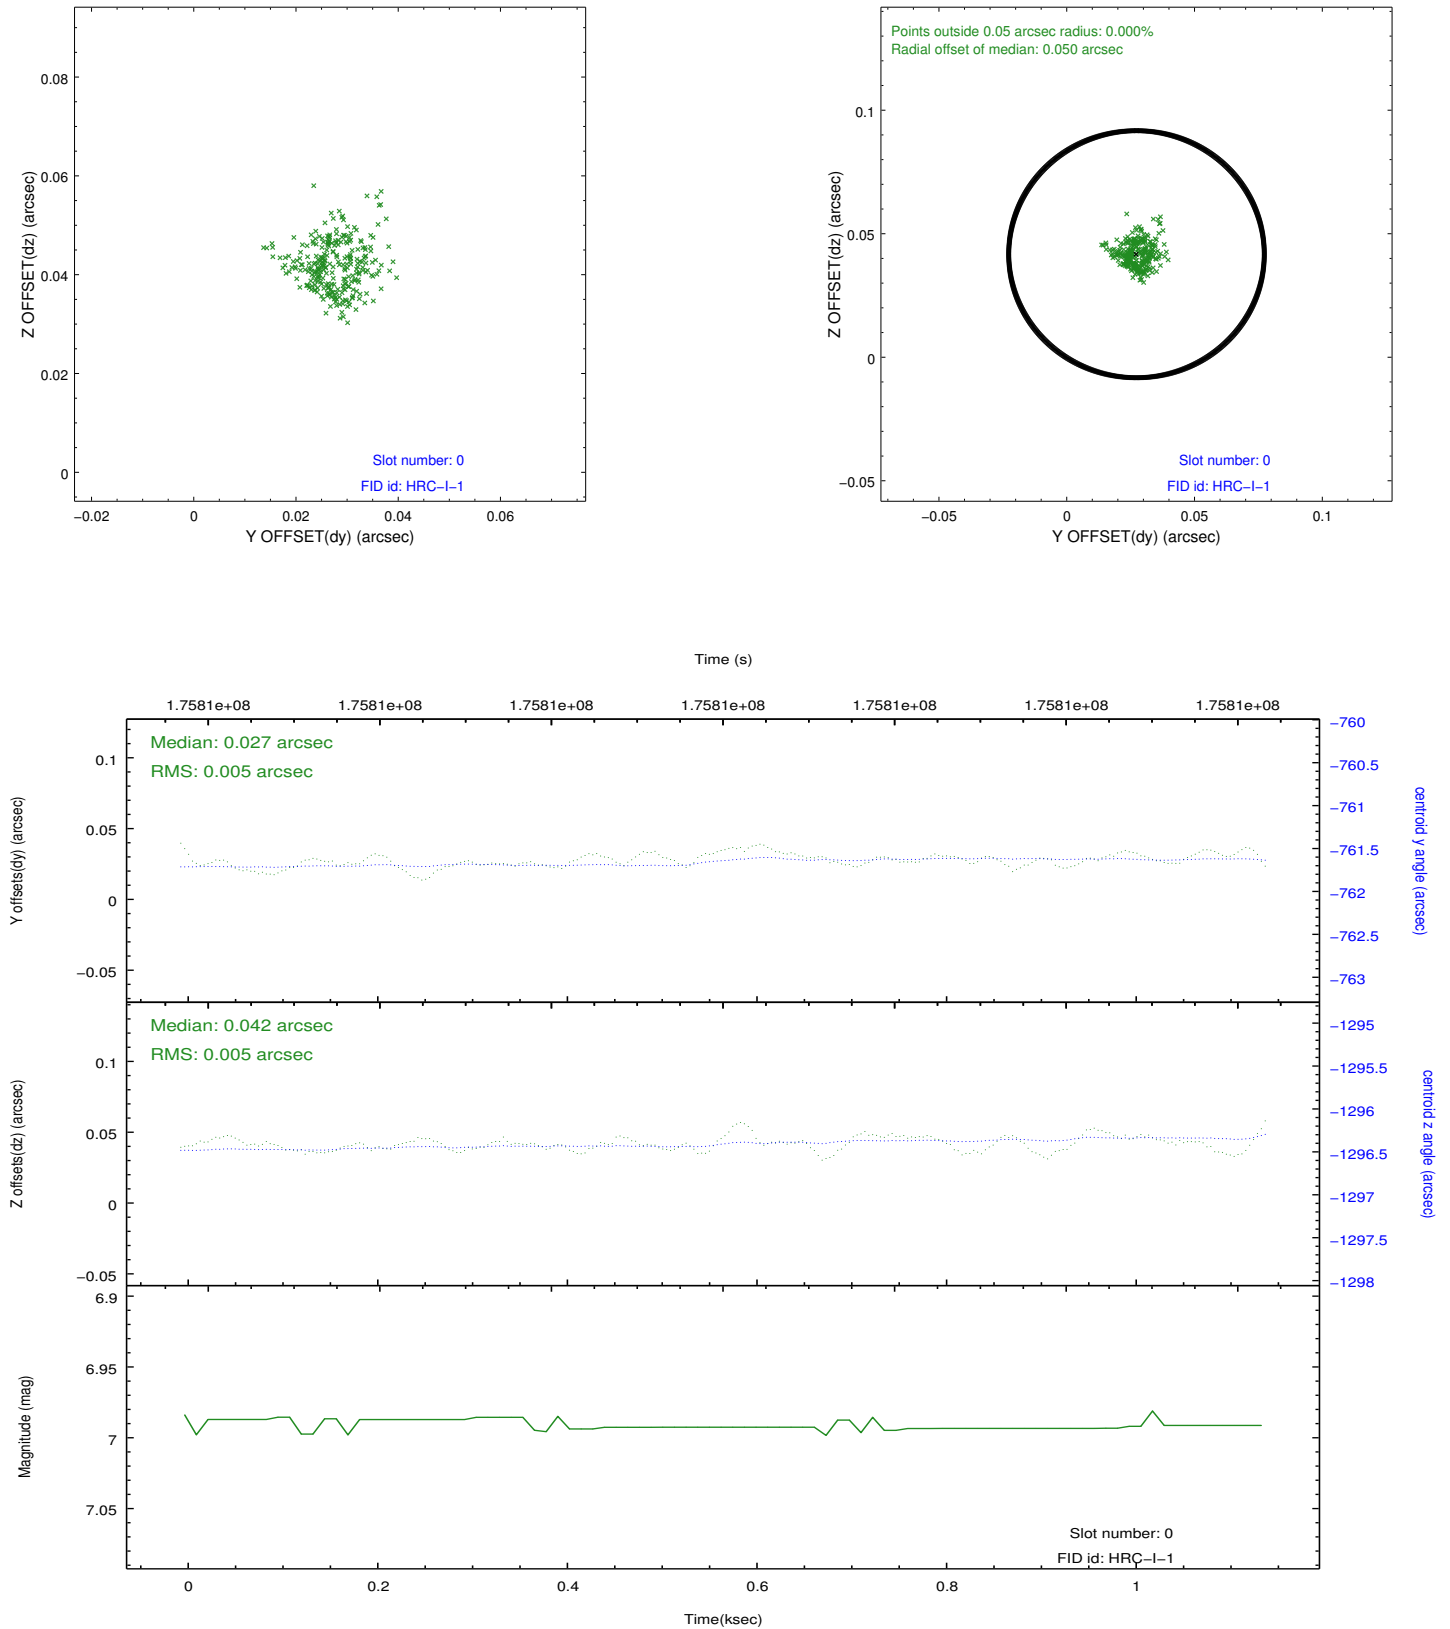 0.08
0.06
0.04
0.02
0
Z OFFSET(dz) (arcsec)
Slot number: 0
FID id: HRC−I−1
−0.02 0 0.02 0.04 0.06
Y OFFSET(dy) (arcsec)
Points outside 0.05 arcsec radius: 0.000%
Radial offset of median: 0.050 arcsec
0.1
0.05
0
−0.05
Z OFFSET(dz) (arcsec)
Slot number: 0
FID id: HRC−I−1
−0.05 0 0.05 0.1
Y OFFSET(dy) (arcsec)
Time (s)
1.7581e+08 1.7581e+08 1.7581e+08 1.7581e+08 1.7581e+08 1.7581e+08 1.7581e+08
Median: 0.027 arcsec
RMS: 0.005 arcsec
0.1
0.05
0
−0.05
Y offsets(dy) (arcsec)
−760
−760.5
−761
−761.5
−762
−762.5
−763
centroid y angle (arcsec)
Median: 0.042 arcsec
RMS: 0.005 arcsec
0.1
0.05
0
−0.05
Z offsets(dz) (arcsec)
−1295
−1295.5
−1296
−1296.5
−1297
−1297.5
−1298
centroid z angle (arcsec)
6.9
6.95
7
7.05
Magnitude (mag)
Slot number: 0
FID id: HRC−I−1
0 0.2 0.4 0.6 0.8 1
Time(ksec)